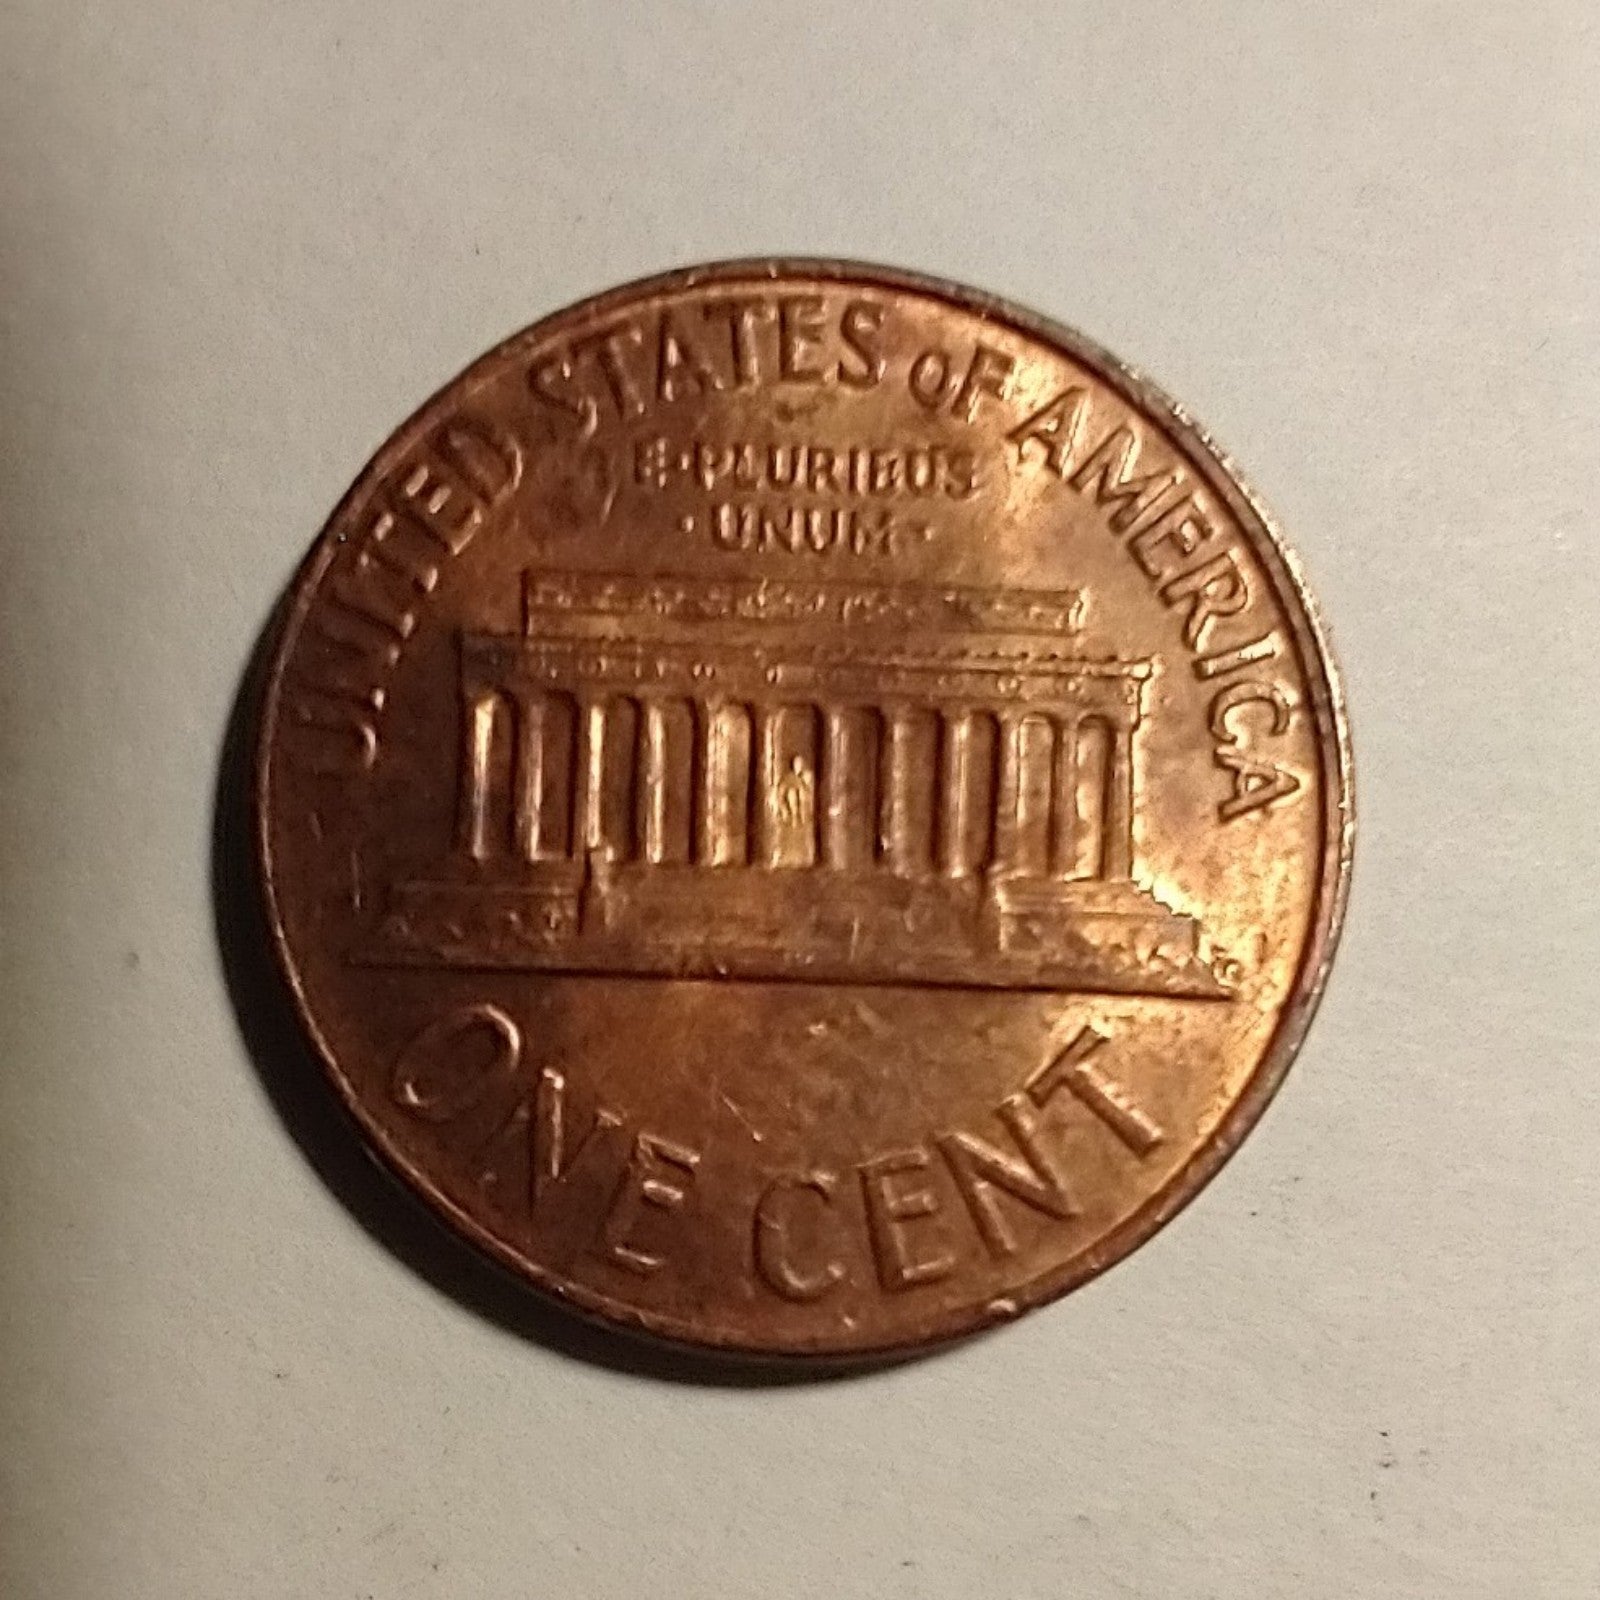 UNITED STATES OF AMERICA
E·PLURIBUS
·UNUM·
ONE CENT